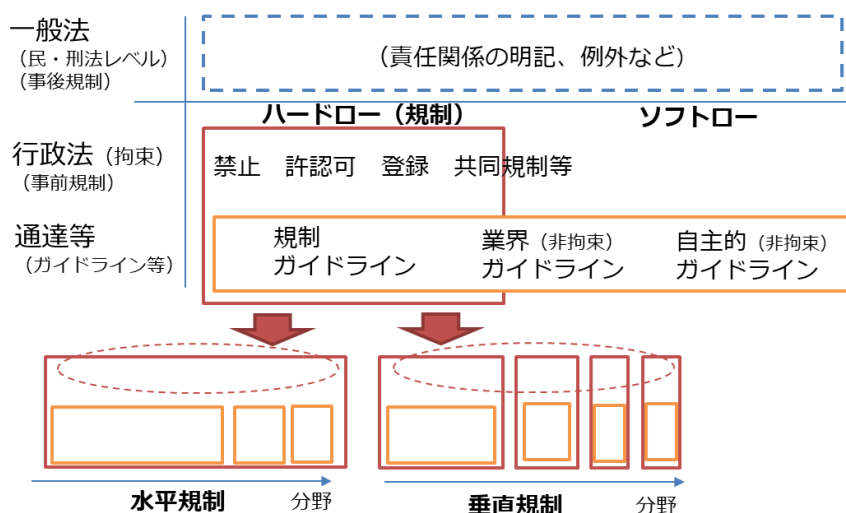 一般法
（民・刑法レベル）
（事後規制）
（責任関係の明記、例外など）
ハードロー（規制）
ソフトロー
行政法（拘束）
（事前規制）
禁止　許認可　登録　共同規制等
通達等
（ガイドライン等）
規制
ガイドライン
業界（非拘束）
ガイドライン
自主的（非拘束）
ガイドライン
水平規制
分野
垂直規制
分野